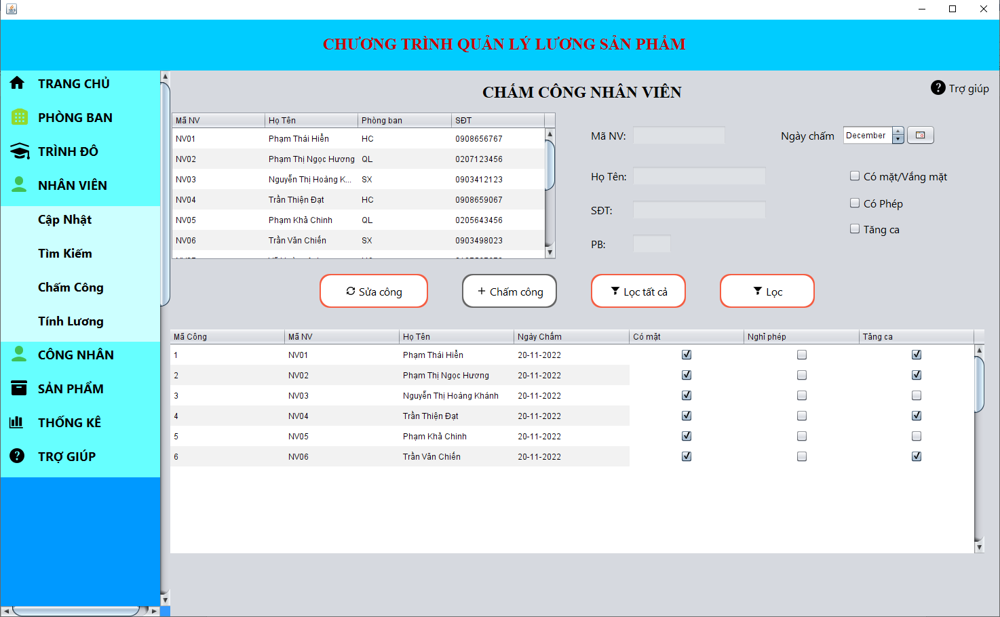 CHƯƠNG TRÌNH QUẢN LÝ LƯƠNG SẢN PHẨM
TRANG CHỦ
PHÒNG BAN
TRÌNH ĐÔ
NHÂN VIÊN
Cập Nhật
Tìm Kiếm
Chấm Công
Tính Lương
CÔNG NHÂN
SẢN PHẨM
THỐNG KÊ
TRỢ GIÚP
CHẤM CÔNG NHÂN VIÊN
Trợ giúp
Mã NV Họ Tên Phòng ban SĐT
NV01 Phạm Thái Hiển HC 0908656767
NV02 Phạm Thị Ngọc Hương QL 0207123456
NV03 Nguyễn Thị Hoàng K... SX 0903412123
NV04 Trần Thiện Đạt HC 0908659067
NV05 Phạm Khả Chinh QL 0205643456
NV06 Trần Văn Chiến SX 0903498023
Mã NV:
Họ Tên:
SĐT:
PB:
Ngày chấm December
Có mặt/Vắng mặt
Có Phép
Tăng ca
Sửa công
+ Chấm công
Lọc tất cả
Lọc
Mã Công Mã NV Họ Tên Ngày Chấm Có mặt Nghỉ phép Tăng ca
1 NV01 Phạm Thái Hiển 20-11-2022
2 NV02 Phạm Thị Ngọc Hương 20-11-2022
3 NV03 Nguyễn Thị Hoàng Khánh 20-11-2022
4 NV04 Trần Thiện Đạt 20-11-2022
5 NV05 Phạm Khả Chinh 20-11-2022
6 NV06 Trần Văn Chiến 20-11-2022